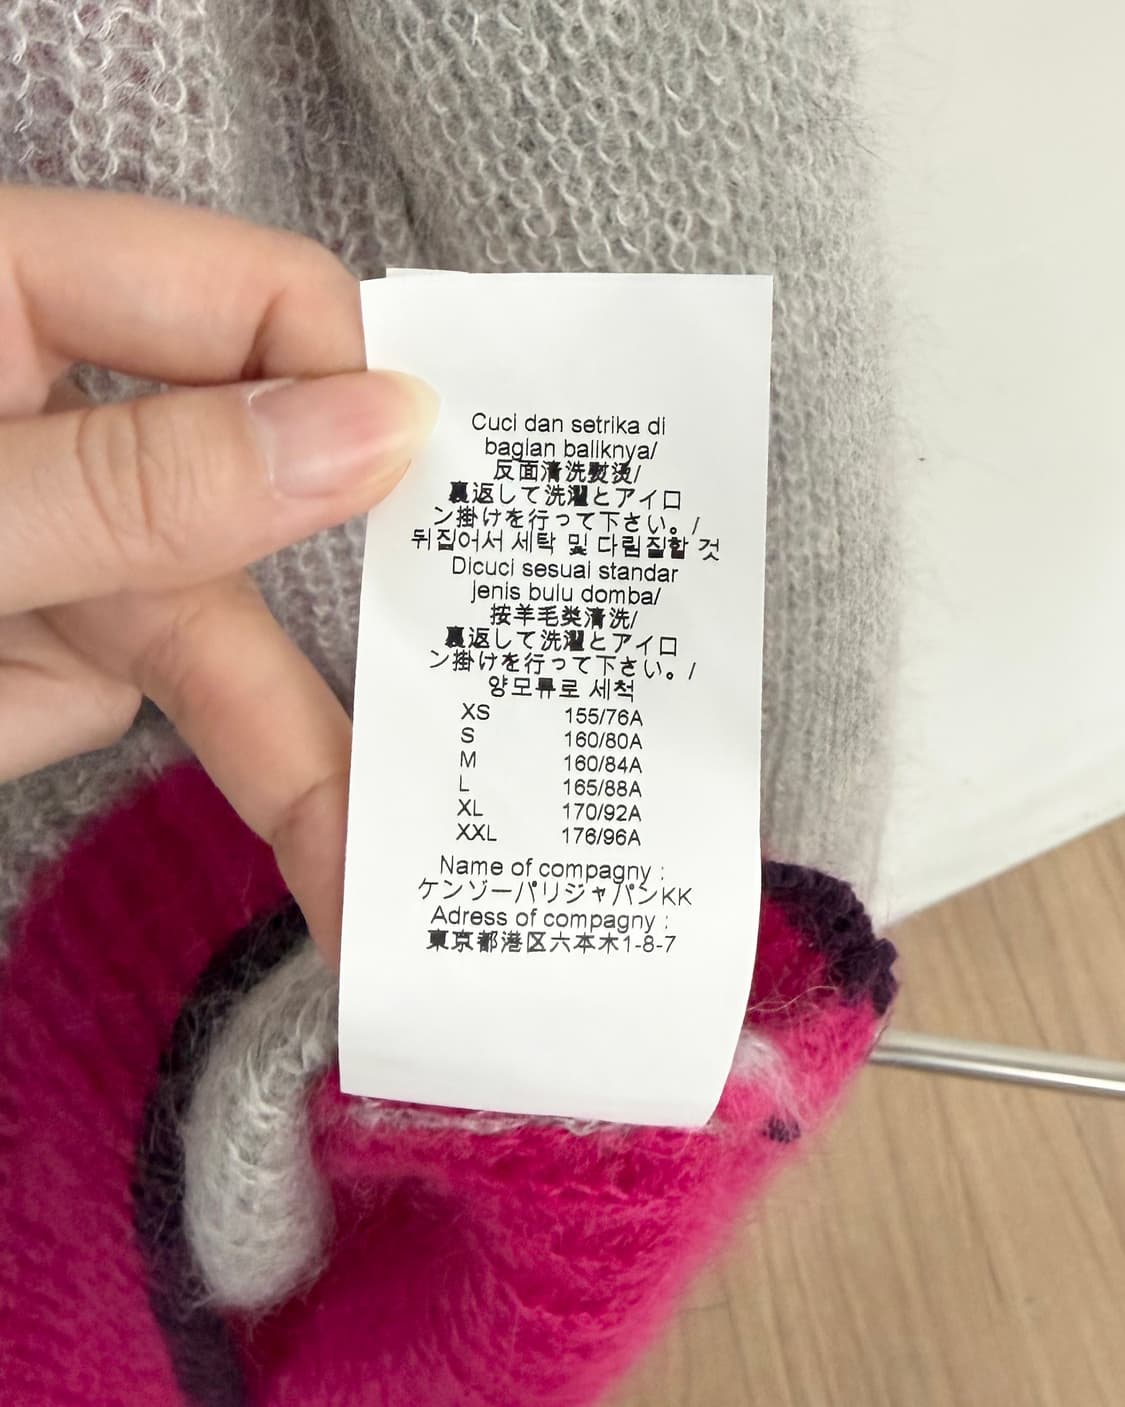 Cuci dan setrika di
bagian baliknya/
反面清洗熨烫/
裏返して洗濯とアイロ
ン掛けを行って下さい。/
뒤집어서 세탁 및 다림질할 것
Dicuci sesuai standar
jenis bulu domba/
按羊毛类清洗/
裏返して洗濯とアイロ
ン掛けを行って下さい。/
양모류로 세척
XS 155/76A
S 160/80A
M 160/84A
L 165/88A
XL 170/92A
XXL 176/96A
Name of compagny :
ケンゾーパリジャパンKK
Adress of compagny :
東京都港区六本木1-8-7